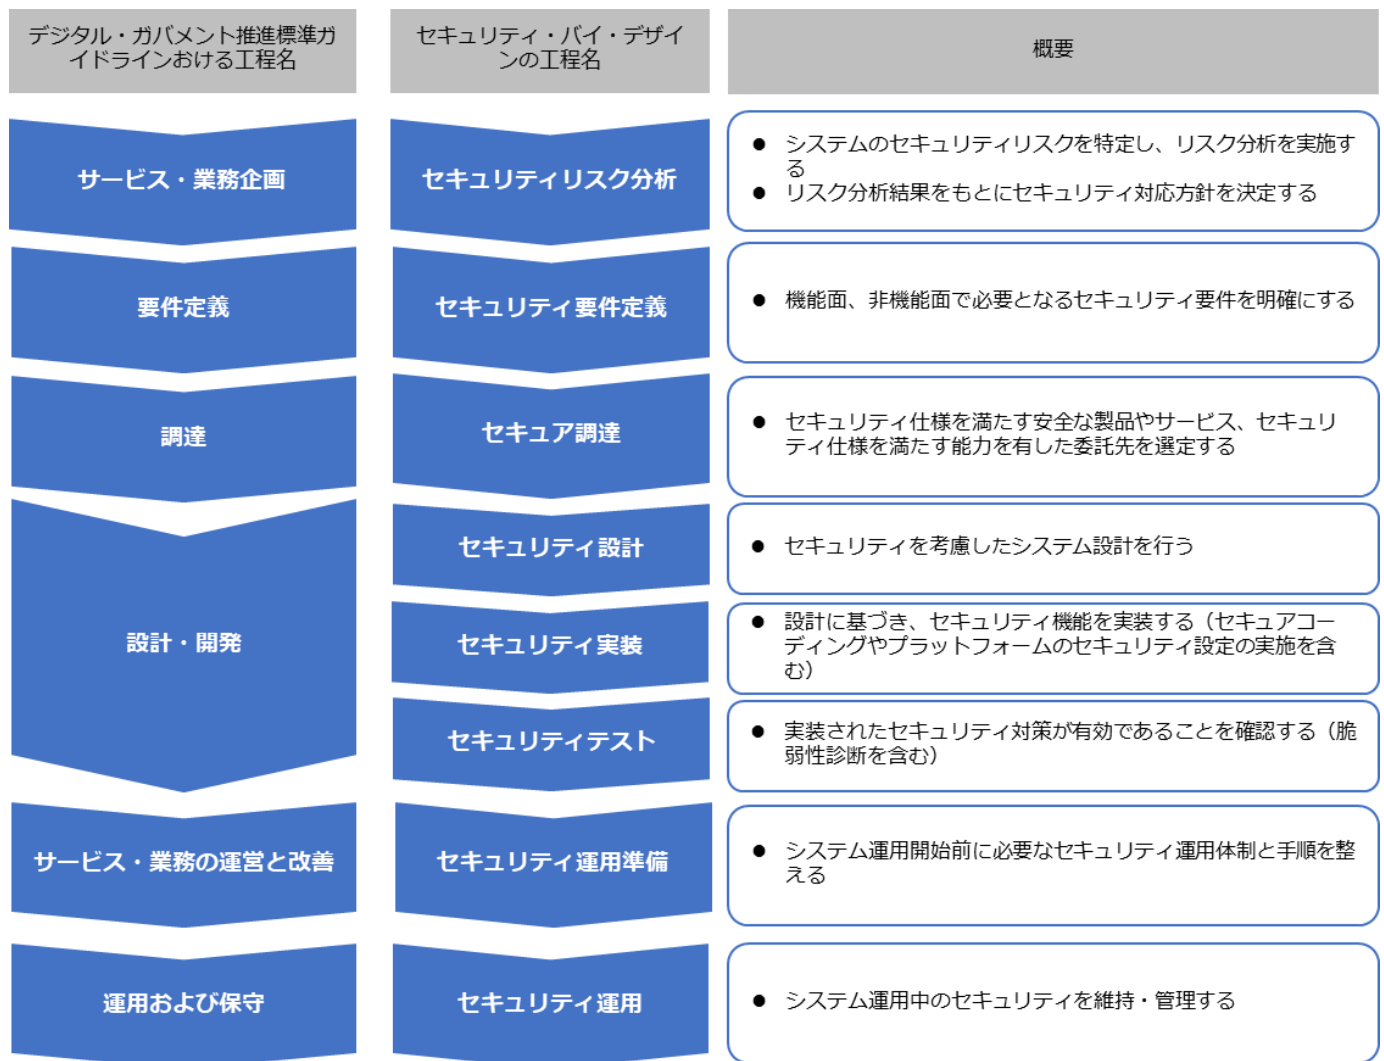 デジタル・ガバメント推進標準ガ
イドラインおける工程名
セキュリティ・バイ・デザイ
ンの工程名
概要
サービス・業務企画
セキュリティリスク分析
● システムのセキュリティリスクを特定し、リスク分析を実施す
る
● リスク分析結果をもとにセキュリティ対応方針を決定する
要件定義
セキュリティ要件定義
● 機能面、非機能面で必要となるセキュリティ要件を明確にする
調達
セキュア調達
● セキュリティ仕様を満たす安全な製品やサービス、セキュリ
ティ仕様を満たす能力を有した委託先を選定する
設計・開発
セキュリティ設計
● セキュリティを考慮したシステム設計を行う
セキュリティ実装
● 設計に基づき、セキュリティ機能を実装する（セキュアコー
ディングやプラットフォームのセキュリティ設定の実施を含
む）
セキュリティテスト
● 実装されたセキュリティ対策が有効であることを確認する（脆
弱性診断を含む）
サービス・業務の運営と改善
セキュリティ運用準備
● システム運用開始前に必要なセキュリティ運用体制と手順を整
える
運用および保守
セキュリティ運用
● システム運用中のセキュリティを維持・管理する